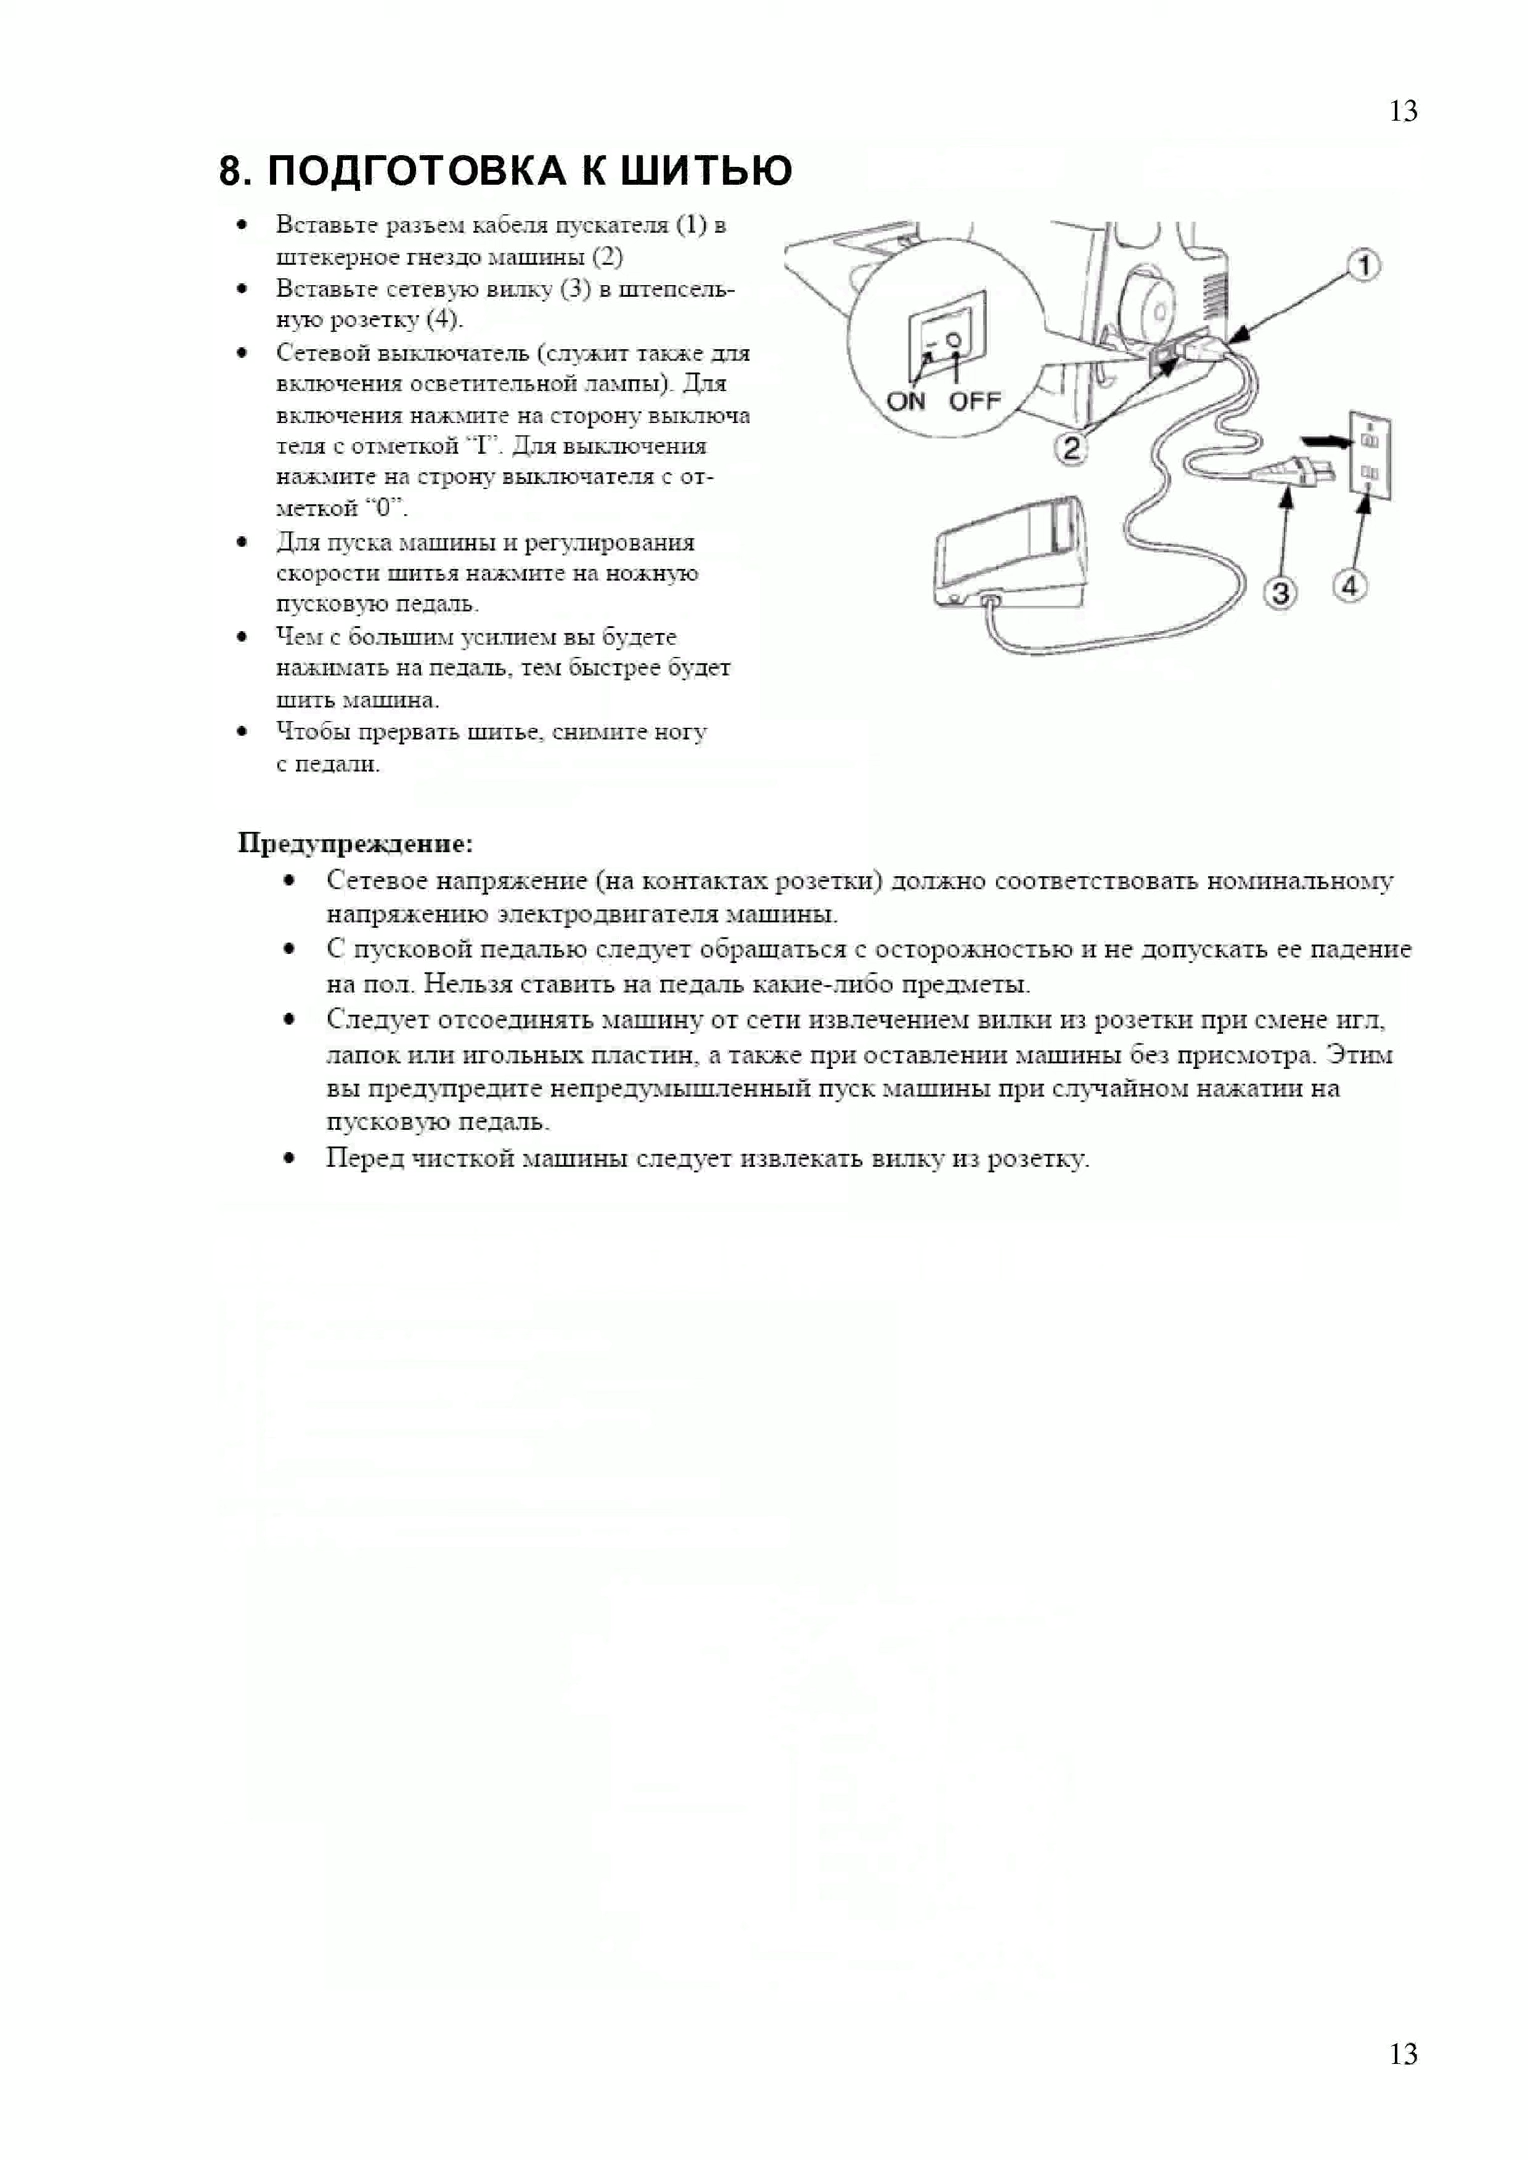 13
8. ПОДГОТОВКА К ШИТЬЮ
• Вставьте разъем кабеля пускателя (1) в
штекерное гнездо машины (2)
• Вставьте сетевую вилку (3) в штепсель-
ную розетку (4).
• Сетевой выключатель (служит также для
включения осветительной лампы). Для
включения нажмите на сторону выключа
теля с отметкой “I”. Для выключения
нажмите на строну выключателя с от-
меткой “0”.
• Для пуска машины и регулирования
скорости шитья нажмите на ножную
пусковую педаль.
• Чем с большим усилием вы будете
нажимать на педаль, тем быстрее будет
шить машина.
• Чтобы прервать шитье, снимите ногу
с педали.
ON OFF
1
2
3
4
Предупреждение:
• Сетевое напряжение (на контактах розетки) должно соответствовать номинальному
напряжению электродвигателя машины.
• С пусковой педалью следует обращаться с осторожностью и не допускать ее падение
на пол. Нельзя ставить на педаль какие-либо предметы.
• Следует отсоединять машину от сети извлечением вилки из розетки при смене игл,
лапок или игольных пластин, а также при оставлении машины без присмотра. Этим
вы предупредите непредумышленный пуск машины при случайном нажатии на
пусковую педаль.
• Перед чисткой машины следует извлекать вилку из розетку.
13